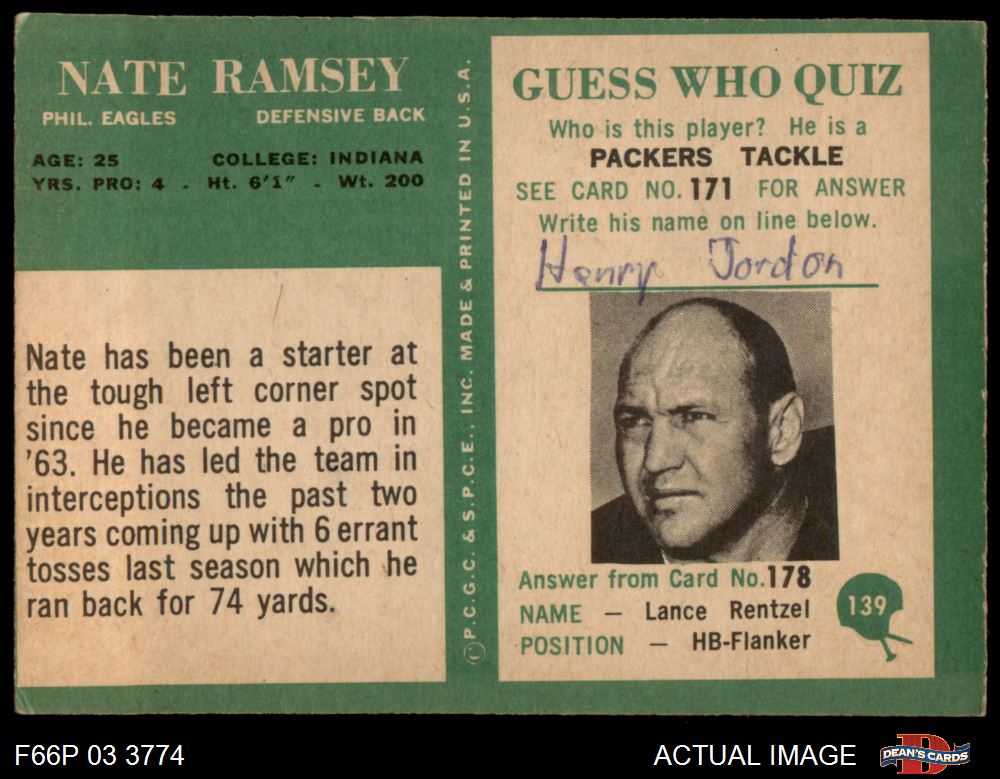 NATE RAMSEY
PHIL. EAGLES DEFENSIVE BACK
AGE: 25 COLLEGE: INDIANA
YRS. PRO: 4 - Ht. 6'1" - Wt. 200
Nate has been a starter at
the tough left corner spot
since he became a pro in
'63. He has led the team in
interceptions the past two
years coming up with 6 errant
tosses last season which he
ran back for 74 yards.
©P.C.G.C. & S.P.C.E., INC. MADE & PRINTED IN U.S.A.
GUESS WHO QUIZ
Who is this player? He is a
PACKERS TACKLE
SEE CARD NO. 171 FOR ANSWER
Write his name on line below.
Henry Jordon
Answer from Card No. 178
NAME — Lance Rentzel
POSITION — HB-Flanker
139
F66P 03 3774
ACTUAL IMAGE
DEAN'S CARDS